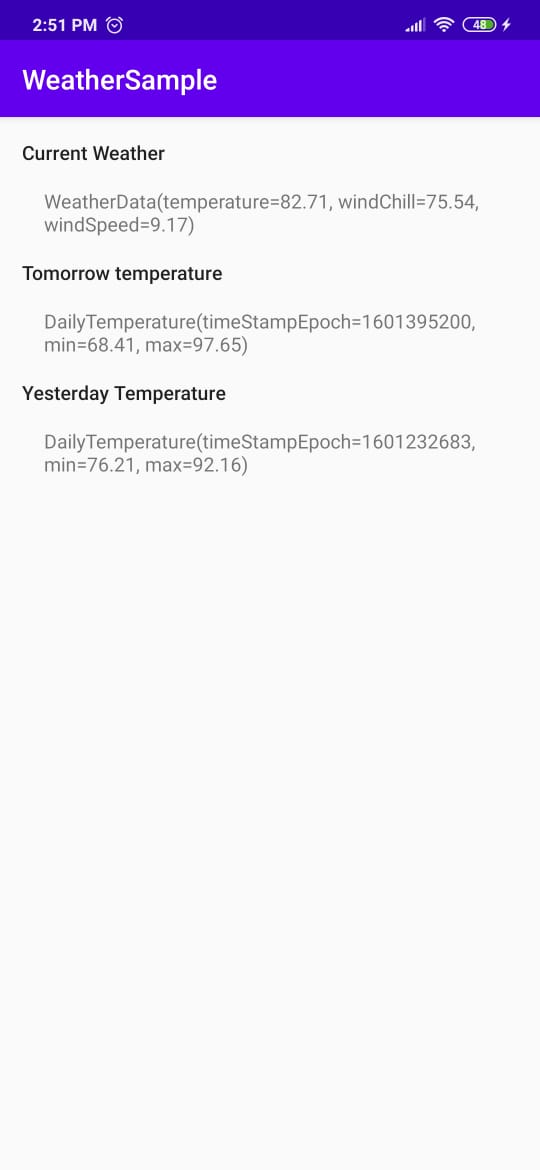 2:51 PM
48
WeatherSample
Current Weather
WeatherData(temperature=82.71, windChill=75.54,
windSpeed=9.17)
Tomorrow temperature
DailyTemperature(timeStampEpoch=1601395200,
min=68.41, max=97.65)
Yesterday Temperature
DailyTemperature(timeStampEpoch=1601232683,
min=76.21, max=92.16)